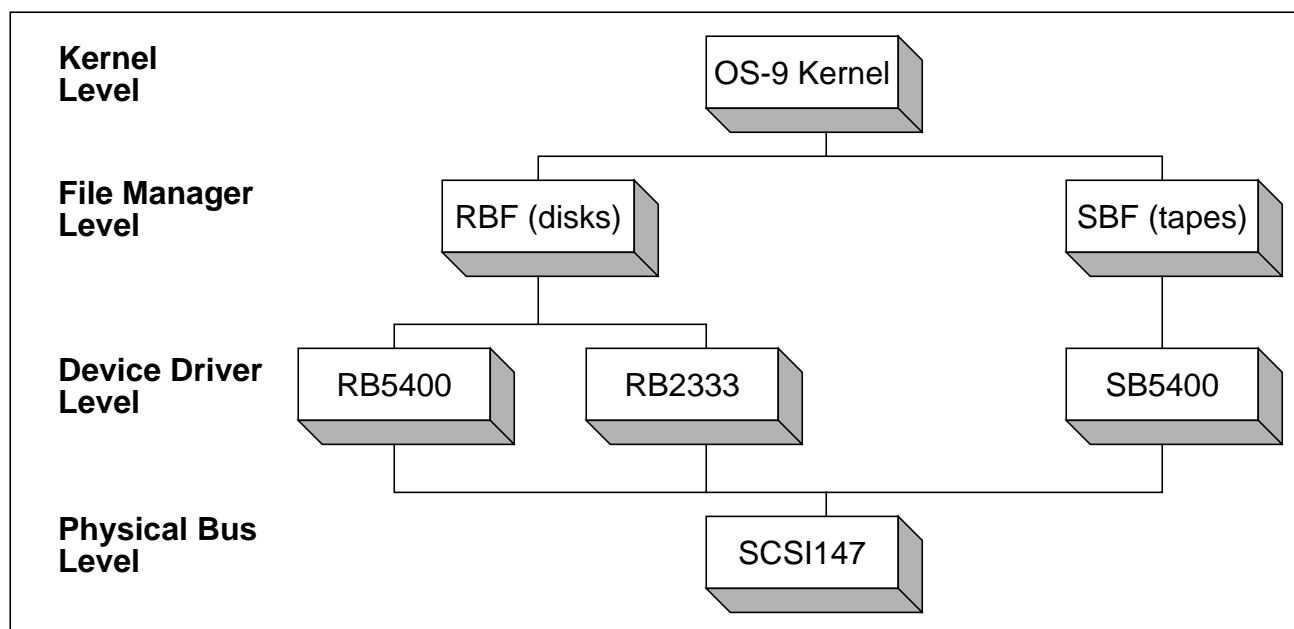 Kernel
Level
OS-9 Kernel
File Manager
Level
RBF (disks)
SBF (tapes)
Device Driver
Level
RB5400
RB2333
SB5400
Physical Bus
Level
SCSI147